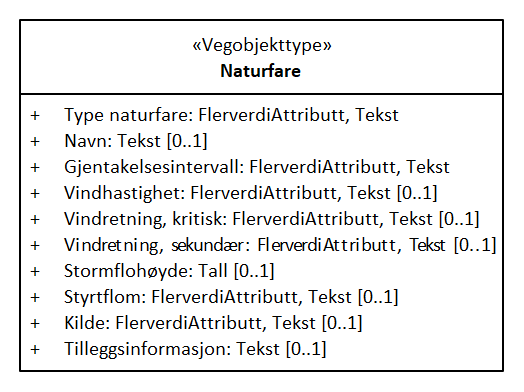 «Vegobjekttype»
Naturfare
+ Type naturfare: FlerverdiAttributt, Tekst
+ Navn: Tekst [0..1]
+ Gjentakelsesintervall: FlerverdiAttributt, Tekst
+ Vindhastighet: FlerverdiAttributt, Tekst [0..1]
+ Vindretning, kritisk: FlerverdiAttributt, Tekst [0..1]
+ Vindretning, sekundær: FlerverdiAttributt, Tekst [0..1]
+ Stormflohøyde: Tall [0..1]
+ Styrtflom: FlerverdiAttributt, Tekst [0..1]
+ Kilde: FlerverdiAttributt, Tekst [0..1]
+ Tilleggsinformasjon: Tekst [0..1]